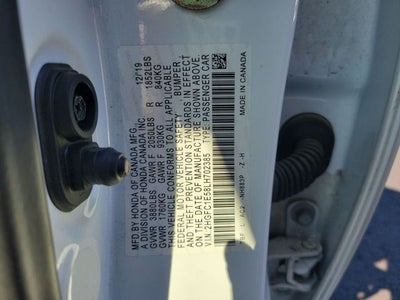 MFD. BY HONDA OF CANADA MFG. 12/19
A DIVISION OF HONDA CANADA INC.
GVWR 3880LBS GAWR F 2050LBS R 1852LBS
GVWR 1760KG GAWR F 930KG R 840KG
THIS VEHICLE CONFORMS TO ALL APPLICABLE
FEDERAL MOTOR VEHICLE SAFETY, BUMPER,
AND THEFT PREVENTION STANDARDS IN EFFECT
ON THE DATE OF MANUFACTURE SHOWN ABOVE.
V.I.N. 2HGFC1E58LH702385 TYPE: PASSENGER CAR
MADE IN CANADA
NH883P -Z -H